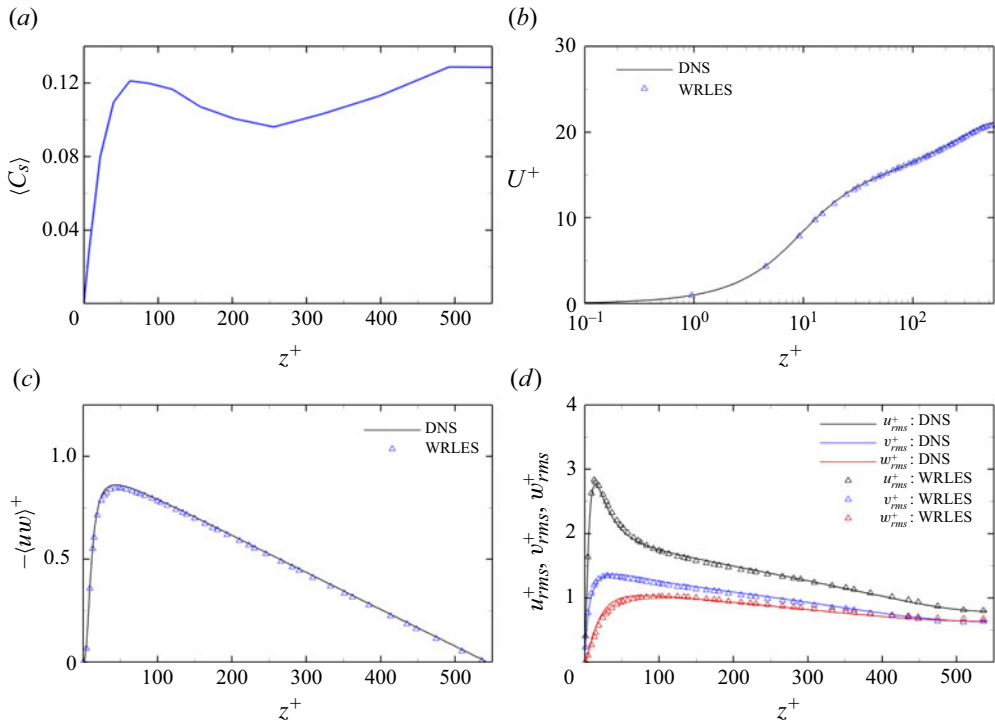 (a)
0.12
0.08
0.04
⟨Cs⟩
0 100 200 300 400 500
z+
(b)
30
20
10
0
U+
DNS
WRLES
10−1 100 101 102
z+
(c)
1.0
0.5
0
−⟨uw⟩+
DNS
WRLES
100 200 300 400 500
z+
(d)
4
3
2
1
0
u+rms, v+rms, w+rms
u+rms : DNS
v+rms : DNS
w+rms : DNS
u+rms : WRLES
v+rms : WRLES
w+rms : WRLES
100 200 300 400 500
z+